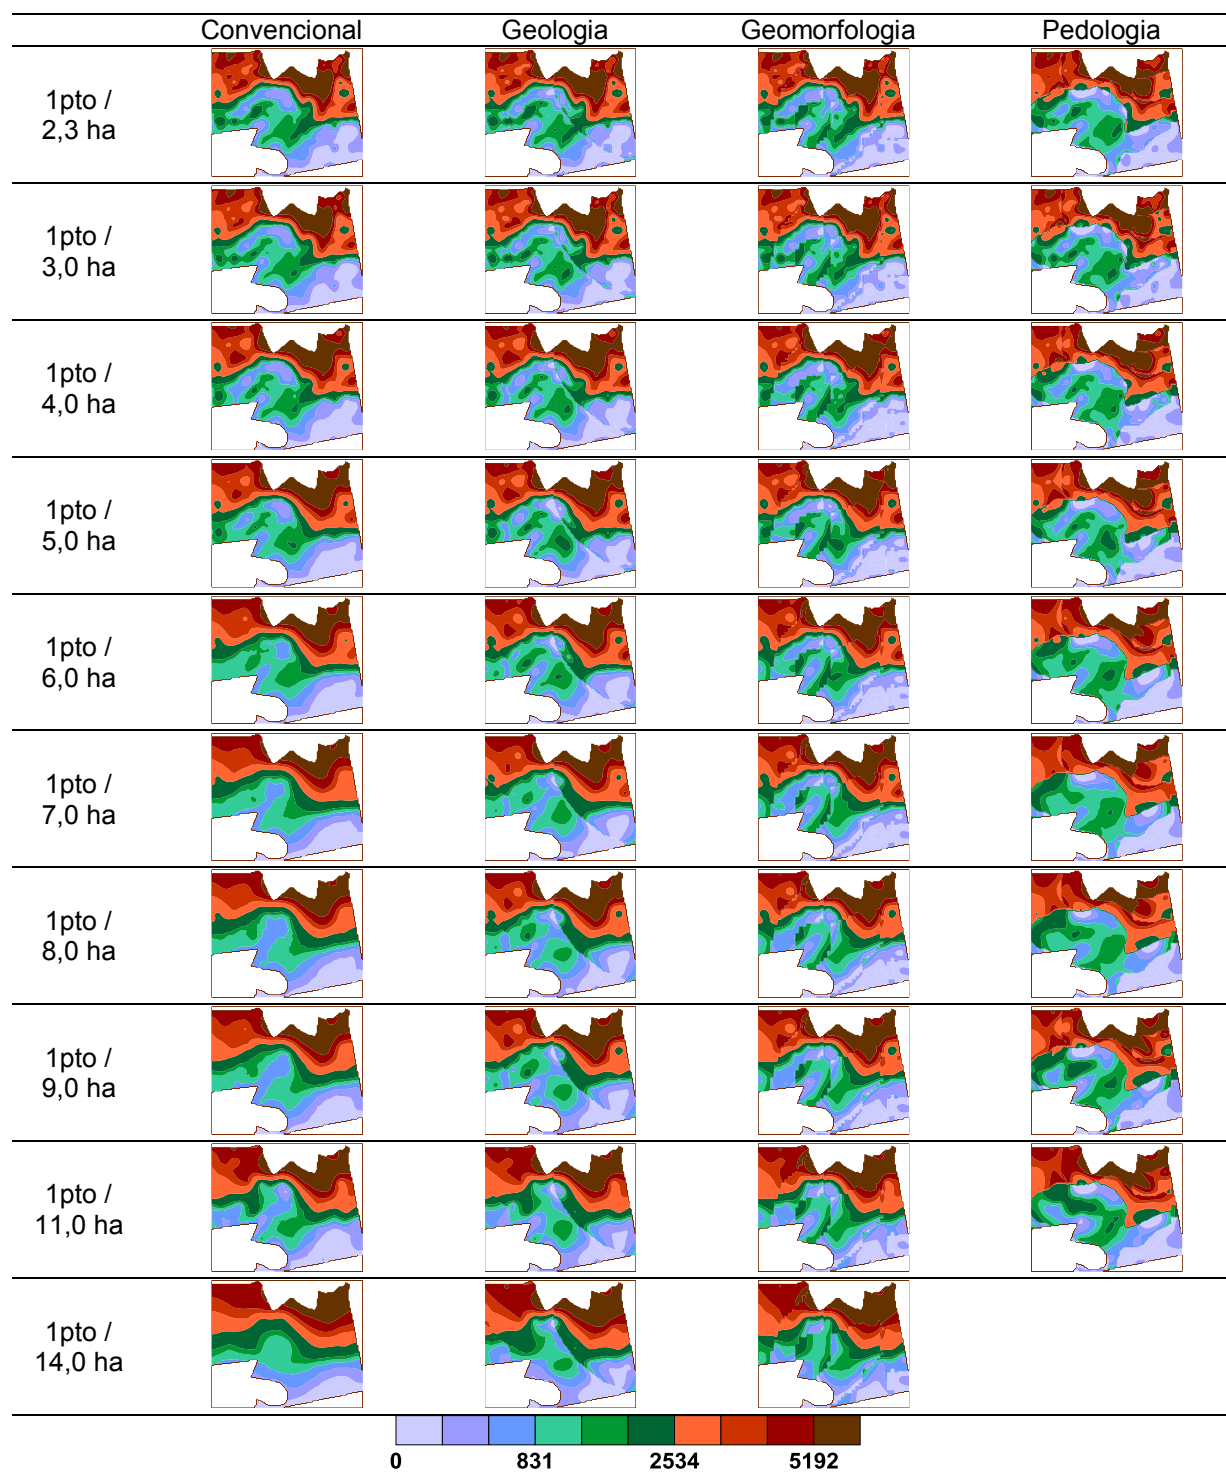 Convencional Geologia Geomorfologia Pedologia
1pto /
2,3 ha
1pto /
3,0 ha
1pto /
4,0 ha
1pto /
5,0 ha
1pto /
6,0 ha
1pto /
7,0 ha
1pto /
8,0 ha
1pto /
9,0 ha
1pto /
11,0 ha
1pto /
14,0 ha
0 831 2534 5192